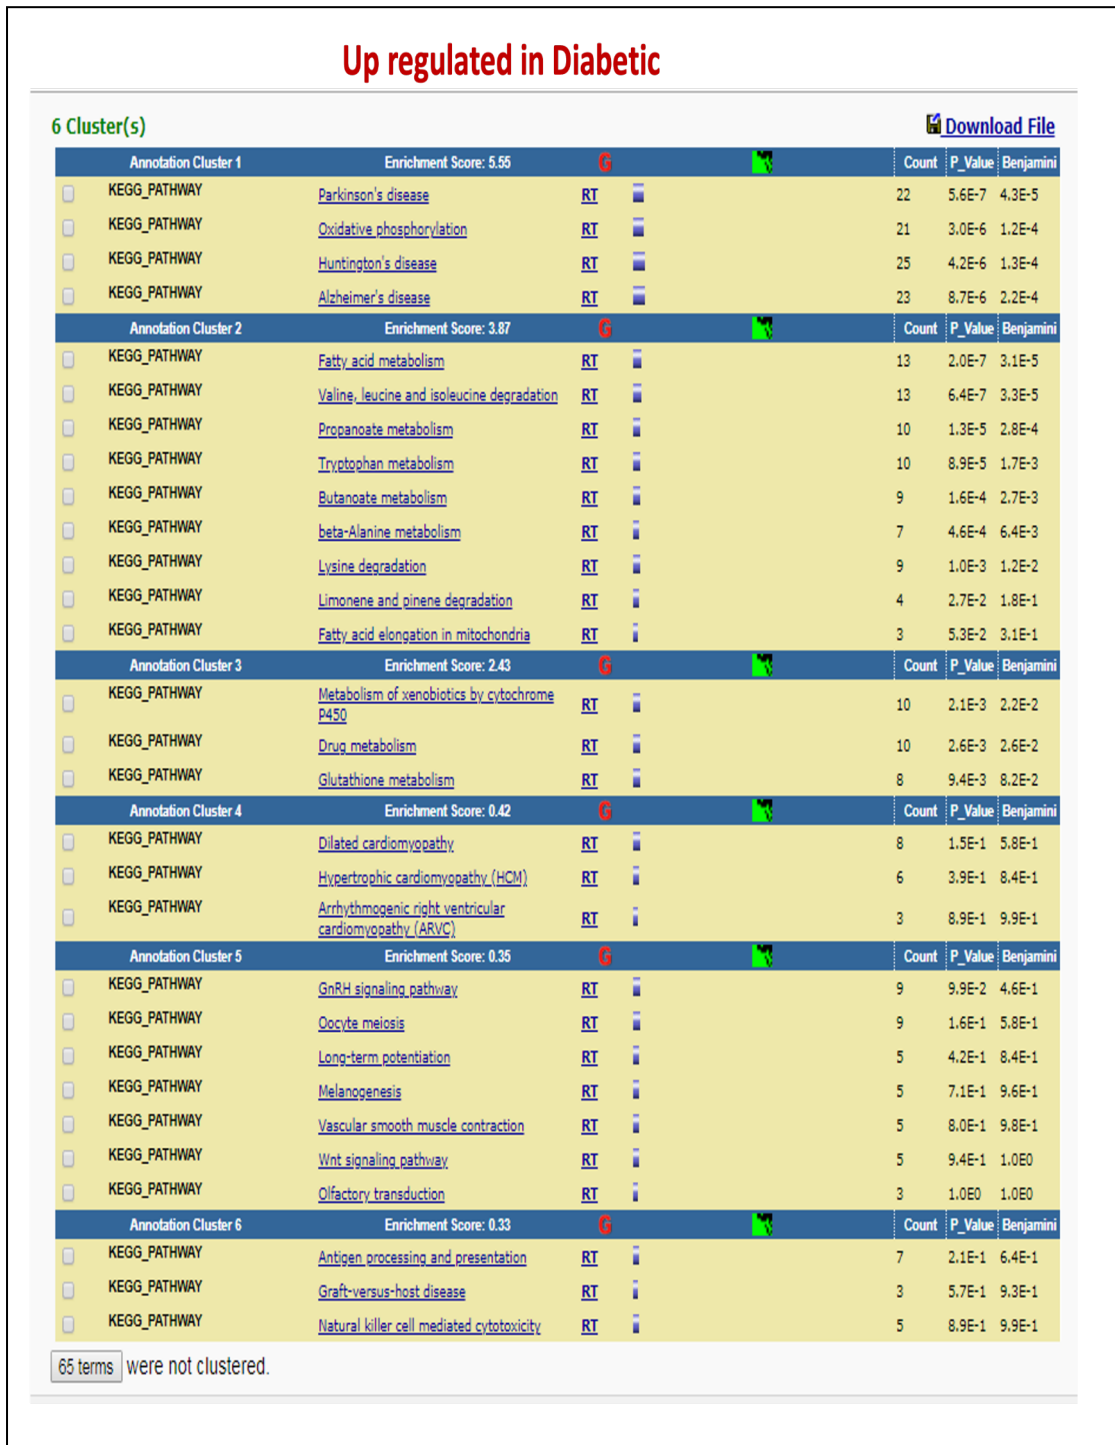 Up regulated in Diabetic
6 Cluster(s) Download File
Annotation Cluster 1 Enrichment Score: 5.55 G Count P_Value Benjamini
KEGG_PATHWAY Parkinson's disease RT 22 5.6E-7 4.3E-5
KEGG_PATHWAY Oxidative phosphorylation RT 21 3.0E-6 1.2E-4
KEGG_PATHWAY Huntington's disease RT 25 4.2E-6 1.3E-4
KEGG_PATHWAY Alzheimer's disease RT 23 8.7E-6 2.2E-4
Annotation Cluster 2 Enrichment Score: 3.87 G Count P_Value Benjamini
KEGG_PATHWAY Fatty acid metabolism RT 13 2.0E-7 3.1E-5
KEGG_PATHWAY Valine, leucine and isoleucine degradation RT 13 6.4E-7 3.3E-5
KEGG_PATHWAY Propanoate metabolism RT 10 1.3E-5 2.8E-4
KEGG_PATHWAY Tryptophan metabolism RT 10 8.9E-5 1.7E-3
KEGG_PATHWAY Butanoate metabolism RT 9 1.6E-4 2.7E-3
KEGG_PATHWAY beta-Alanine metabolism RT 7 4.6E-4 6.4E-3
KEGG_PATHWAY Lysine degradation RT 9 1.0E-3 1.2E-2
KEGG_PATHWAY Limonene and pinene degradation RT 4 2.7E-2 1.8E-1
KEGG_PATHWAY Fatty acid elongation in mitochondria RT 3 5.3E-2 3.1E-1
Annotation Cluster 3 Enrichment Score: 2.43 G Count P_Value Benjamini
KEGG_PATHWAY Metabolism of xenobiotics by cytochrome
P450 RT 10 2.1E-3 2.2E-2
KEGG_PATHWAY Drug metabolism RT 10 2.6E-3 2.6E-2
KEGG_PATHWAY Glutathione metabolism RT 8 9.4E-3 8.2E-2
Annotation Cluster 4 Enrichment Score: 0.42 G Count P_Value Benjamini
KEGG_PATHWAY Dilated cardiomyopathy RT 8 1.5E-1 5.8E-1
KEGG_PATHWAY Hypertrophic cardiomyopathy (HCM) RT 6 3.9E-1 8.4E-1
KEGG_PATHWAY Arrhythmogenic right ventricular
cardiomyopathy (ARVC) RT 3 8.9E-1 9.9E-1
Annotation Cluster 5 Enrichment Score: 0.35 G Count P_Value Benjamini
KEGG_PATHWAY GnRH signaling pathway RT 9 9.9E-2 4.6E-1
KEGG_PATHWAY Oocyte meiosis RT 9 1.6E-1 5.8E-1
KEGG_PATHWAY Long-term potentiation RT 5 4.2E-1 8.4E-1
KEGG_PATHWAY Melanogenesis RT 5 7.1E-1 9.6E-1
KEGG_PATHWAY Vascular smooth muscle contraction RT 5 8.0E-1 9.8E-1
KEGG_PATHWAY Wnt signaling pathway RT 5 9.4E-1 1.0E0
KEGG_PATHWAY Olfactory transduction RT 3 1.0E0 1.0E0
Annotation Cluster 6 Enrichment Score: 0.33 G Count P_Value Benjamini
KEGG_PATHWAY Antigen processing and presentation RT 7 2.1E-1 6.4E-1
KEGG_PATHWAY Graft-versus-host disease RT 3 5.7E-1 9.3E-1
KEGG_PATHWAY Natural killer cell mediated cytotoxicity RT 5 8.9E-1 9.9E-1
65 terms were not clustered.